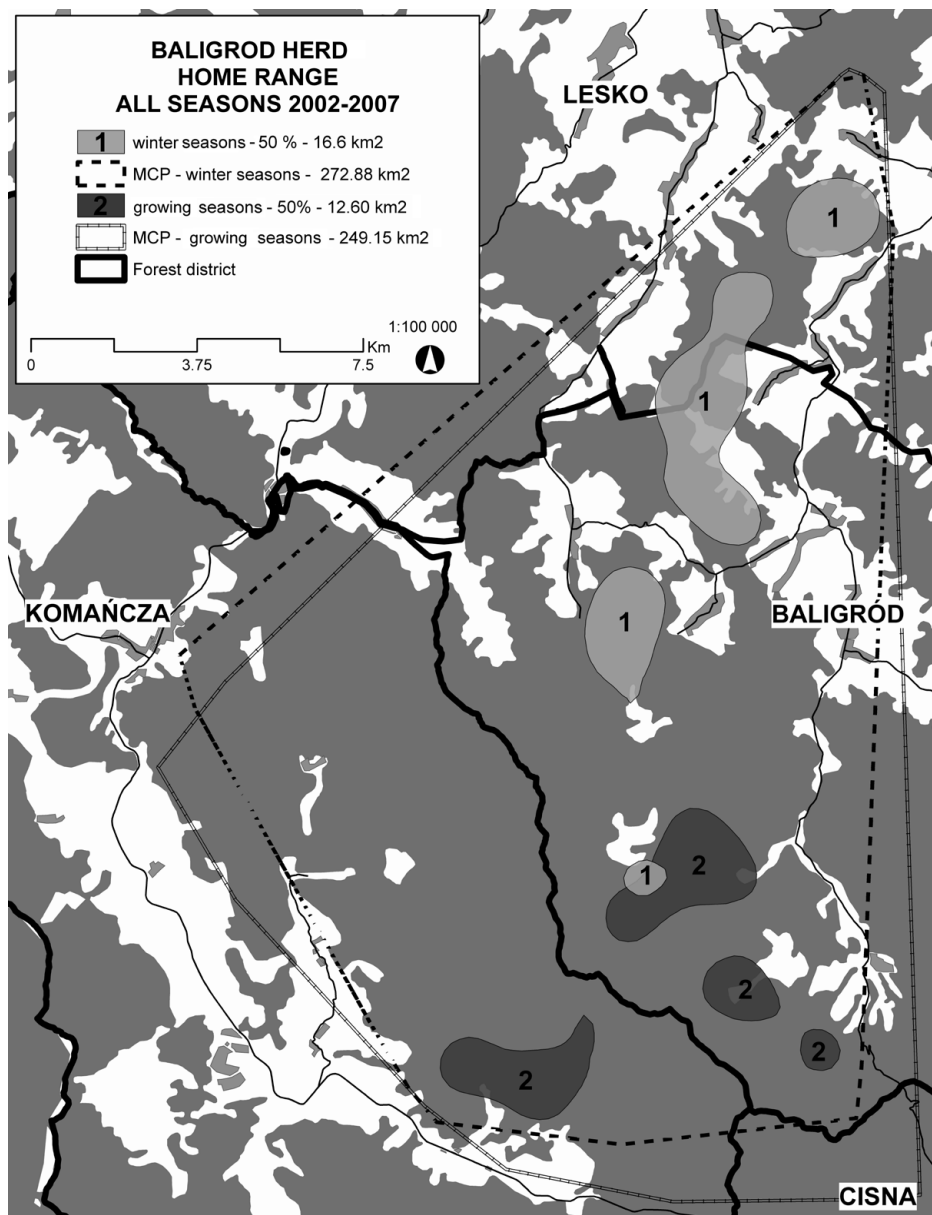 BALIGROD HERD
HOME RANGE
ALL SEASONS 2002-2007
1 winter seasons - 50 % - 16.6 km2
MCP - winter seasons - 272.88 km2
2 growing seasons - 50% - 12.60 km2
MCP - growing seasons - 249.15 km2
Forest district
1:100 000
Km
0 3.75 7.5
LESKO
1
1
KOMAŃCZA
1
BALIGRÓD
2
1
2
2
2
CISNA